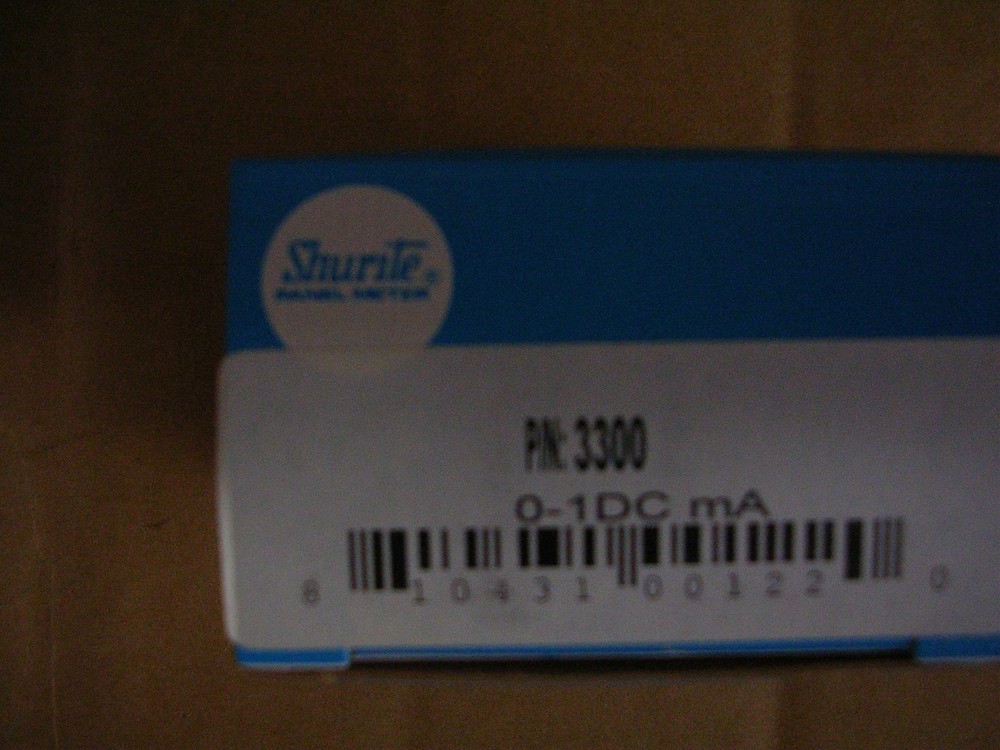 Shurite®
PANEL METER
P/N: 3300
0-1DC mA
8 10431 00122 0